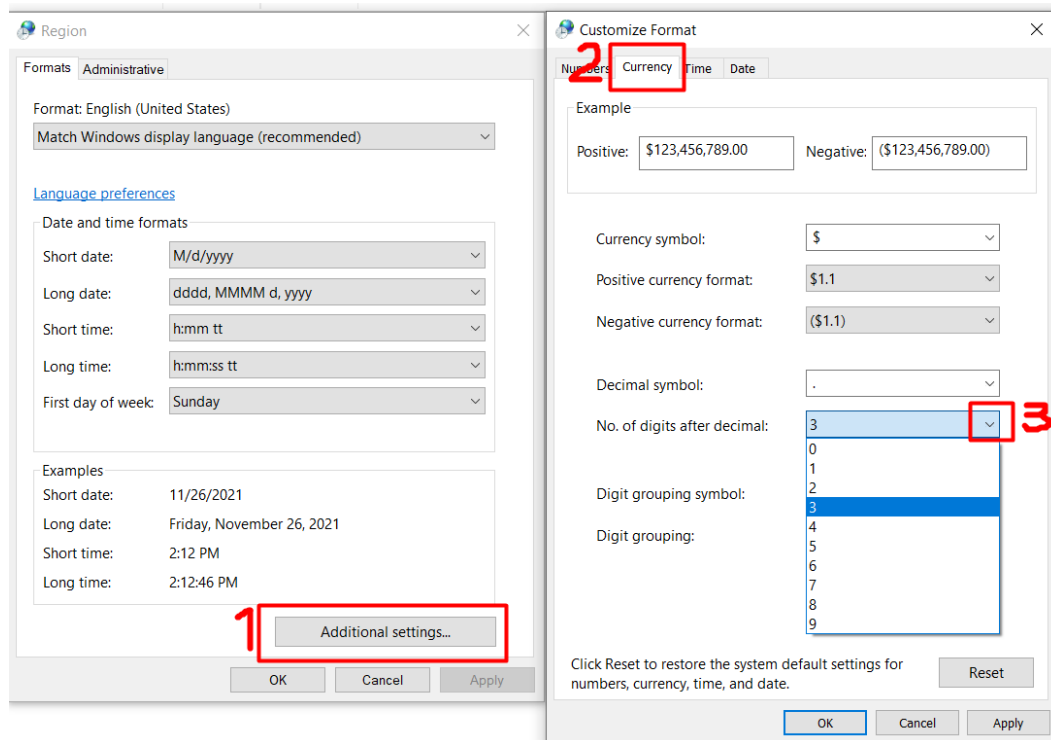 Region
Formats
Administrative
Format: English (United States)
Match Windows display language (recommended)
Language preferences
Date and time formats
Short date: M/d/yyyy
Long date: dddd, MMMM d, yyyy
Short time: h:mm tt
Long time: h:mm:ss tt
First day of week: Sunday
Examples
Short date: 11/26/2021
Long date: Friday, November 26, 2021
Short time: 2:12 PM
Long time: 2:12:46 PM
1
Additional settings...
OK Cancel Apply
Customize Format
2
Numbers Currency Time Date
Example
Positive: $123,456,789.00 Negative: ($123,456,789.00)
Currency symbol: $
Positive currency format: $1.1
Negative currency format: ($1.1)
Decimal symbol: .
No. of digits after decimal: 3
3
0
1
2
3
4
5
6
7
8
9
Digit grouping symbol:
Digit grouping:
Click Reset to restore the system default settings for
numbers, currency, time, and date.
Reset
OK Cancel Apply